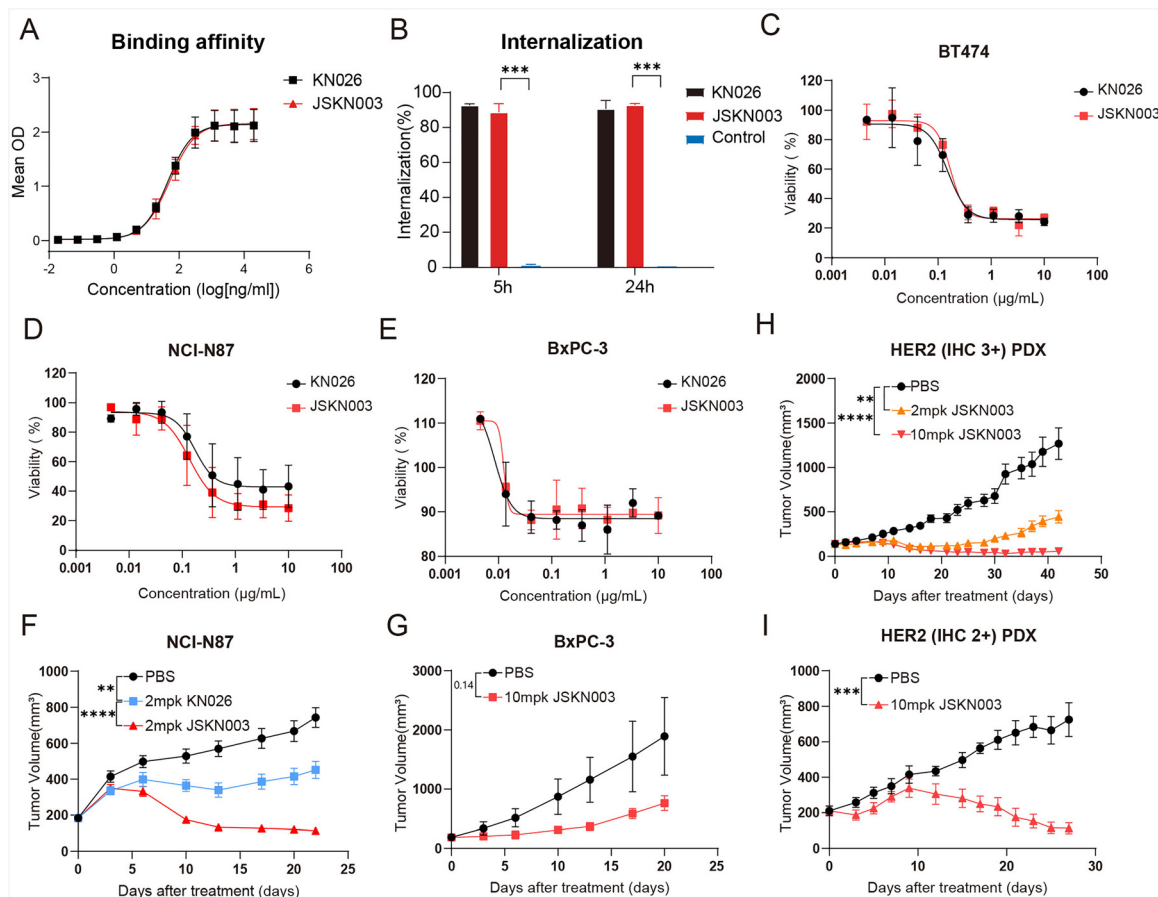 A
Binding affinity
Mean OD
3
2
1
0
-2
0
2
4
6
Concentration (log[ng/ml])
KN026
JSKN003
B
Internalization
***
***
Internalization(%)
100
80
60
40
20
0
5h
24h
KN026
JSKN003
Control
C
BT474
Viability ( %)
120
100
80
60
40
20
0
0.001
0.01
0.1
1
10
100
Concentration (µg/mL)
KN026
JSKN003
D
NCI-N87
Viability ( %)
120
100
80
60
40
20
0
0.001
0.01
0.1
1
10
100
Concentration (µg/mL)
KN026
JSKN003
E
BxPC-3
Viability ( %)
120
110
100
90
80
0.001
0.01
0.1
1
10
100
Concentration (µg/mL)
KN026
JSKN003
H
HER2 (IHC 3+) PDX
Tumor Volume(mm³)
2000
1500
1000
500
0
0
10
20
30
40
50
Days after treatment (days)
**
****
PBS
2mpk JSKN003
10mpk JSKN003
F
NCI-N87
Tumor Volume(mm³)
1000
800
600
400
200
0
0
5
10
15
20
25
Days after treatment (days)
**
****
PBS
2mpk KN026
2mpk JSKN003
G
BxPC-3
Tumor Volume(mm³)
3000
2000
1000
0
0
5
10
15
20
25
Days after treatment (days)
0.14
PBS
10mpk JSKN003
I
HER2 (IHC 2+) PDX
Tumor Volume(mm³)
1000
800
600
400
200
0
0
10
20
30
Days after treatment (days)
***
PBS
10mpk JSKN003